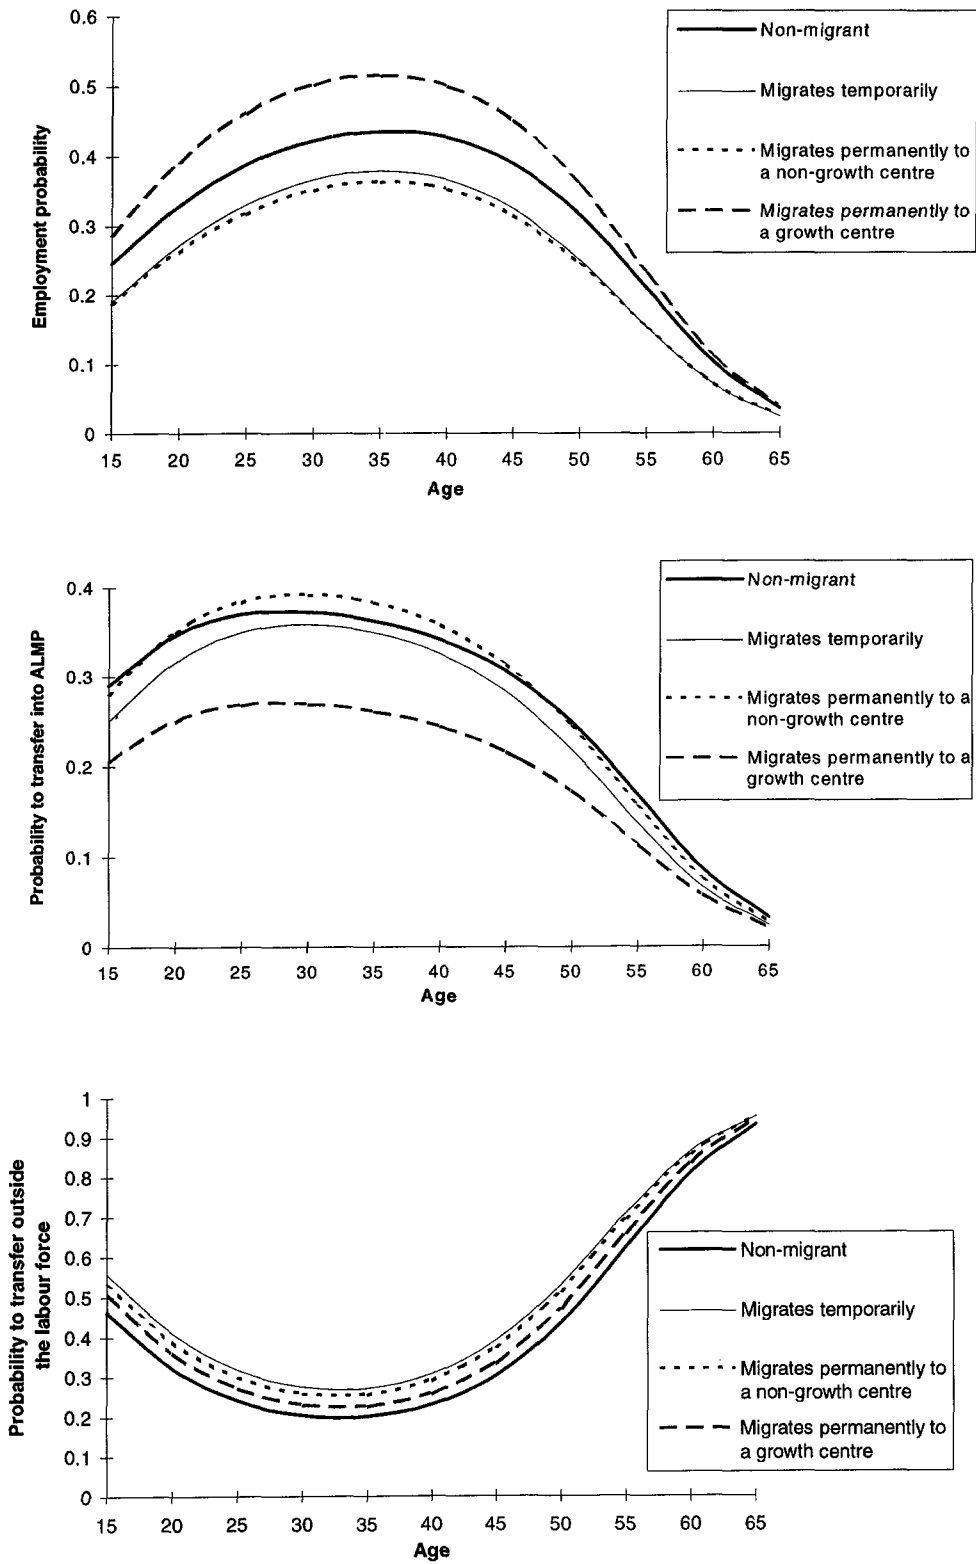 0.6
0.5
0.4
0.3
0.2
0.1
0
Employment probability
15 20 25 30 35 40 45 50 55 60 65
Age
Non-migrant
Migrates temporarily
Migrates permanently to
a non-growth centre
Migrates permanently to
a growth centre
0.4
0.3
0.2
0.1
0
Probability to transfer into ALMP
15 20 25 30 35 40 45 50 55 60 65
Age
Non-migrant
Migrates temporarily
Migrates permanently to a
non-growth centre
Migrates permanently to a
growth centre
1
0.9
0.8
0.7
0.6
0.5
0.4
0.3
0.2
0.1
0
Probability to transfer outside
the labour force
15 20 25 30 35 40 45 50 55 60 65
Age
Non-migrant
Migrates temporarily
Migrates permanently to
a non-growth centre
Migrates permanently to
a growth centre